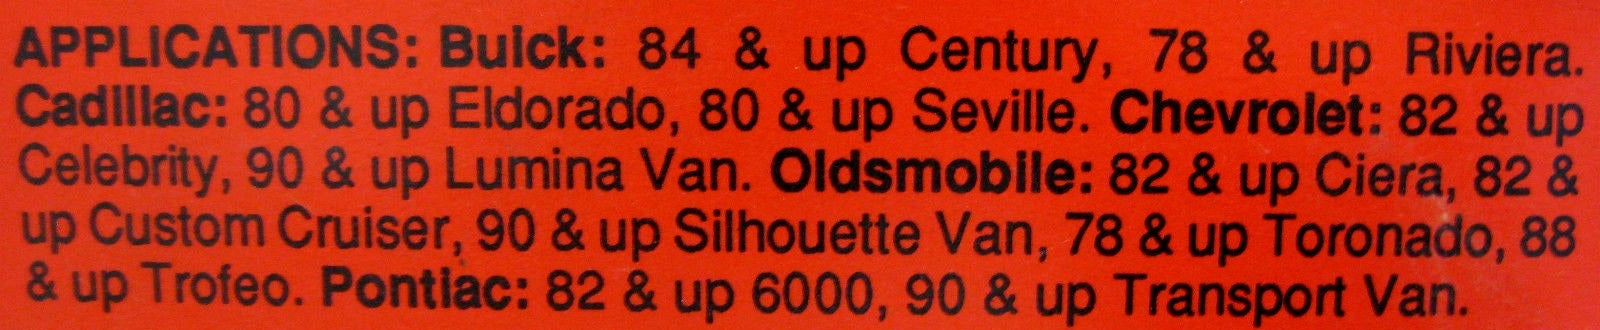 APPLICATIONS: Buick: 84 & up Century, 78 & up Riviera.
Cadillac: 80 & up Eldorado, 80 & up Seville. Chevrolet: 82 & up
Celebrity, 90 & up Lumina Van. Oldsmobile: 82 & up Ciera, 82 &
up Custom Cruiser, 90 & up Silhouette Van, 78 & up Toronado, 88
& up Trofeo. Pontiac: 82 & up 6000, 90 & up Transport Van.